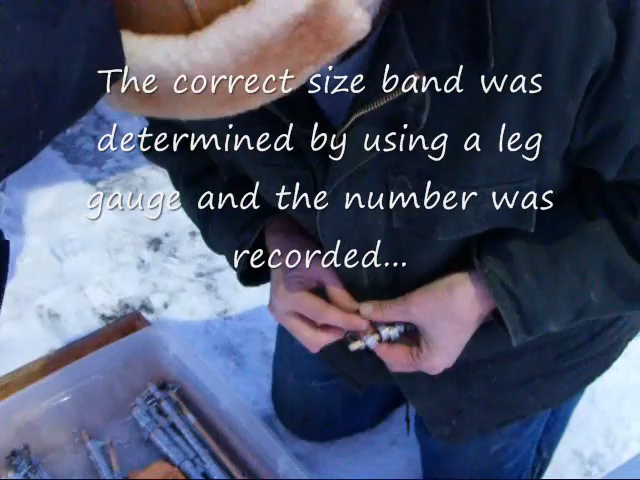 The correct size band was
determined by using a leg
gauge and the number was
recorded...